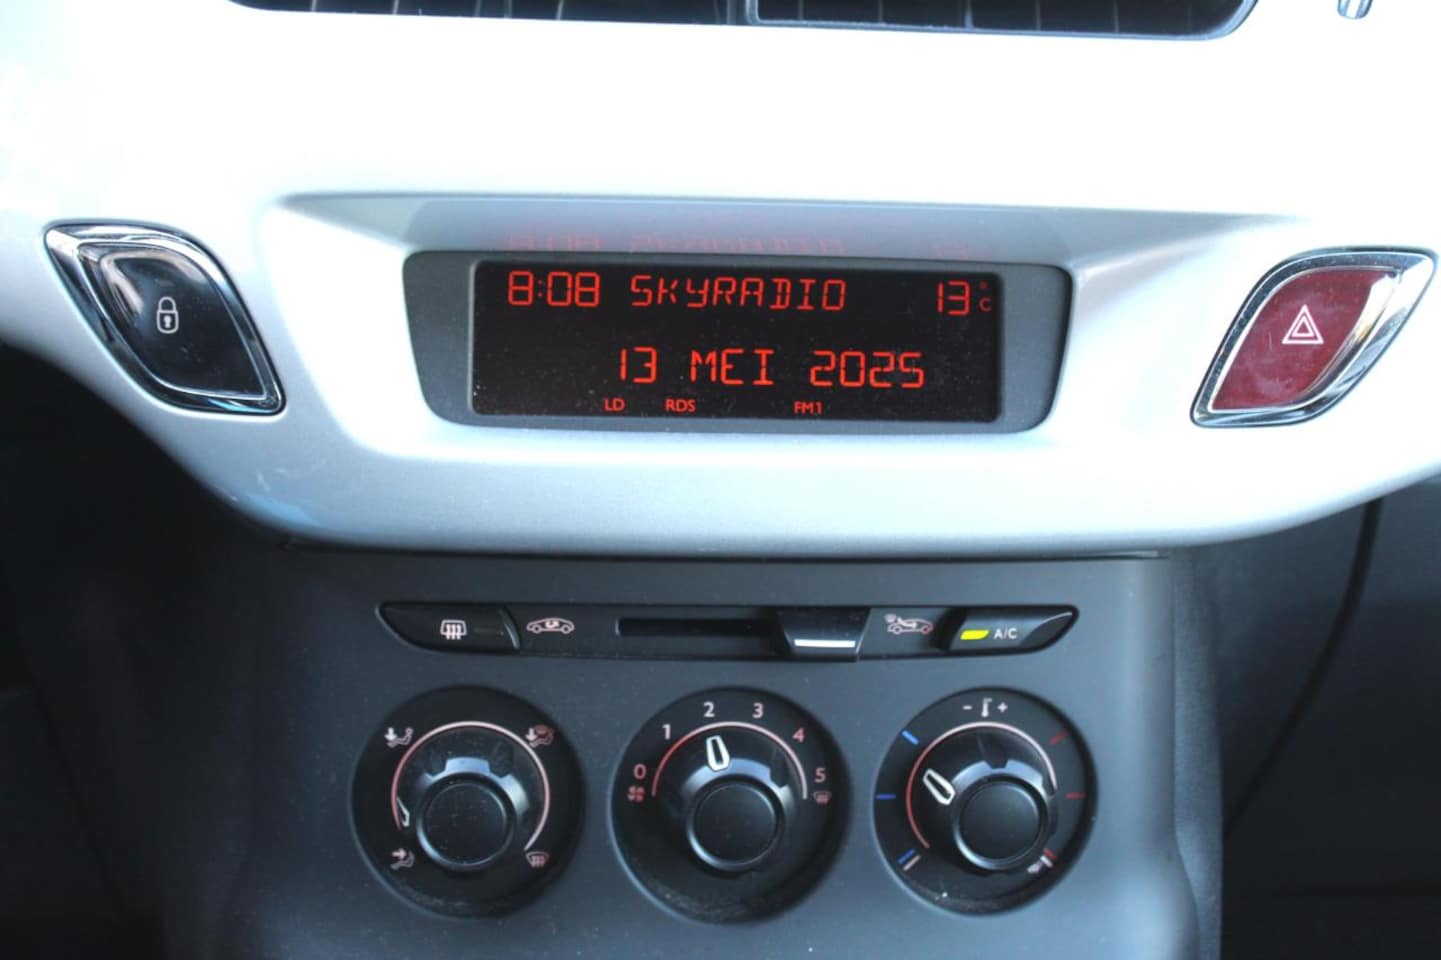 8:08 SKYRADIO 13 °C
13 MEI 2025
LD RDS FM1
A/C
0 1 2 3 4 5
- +